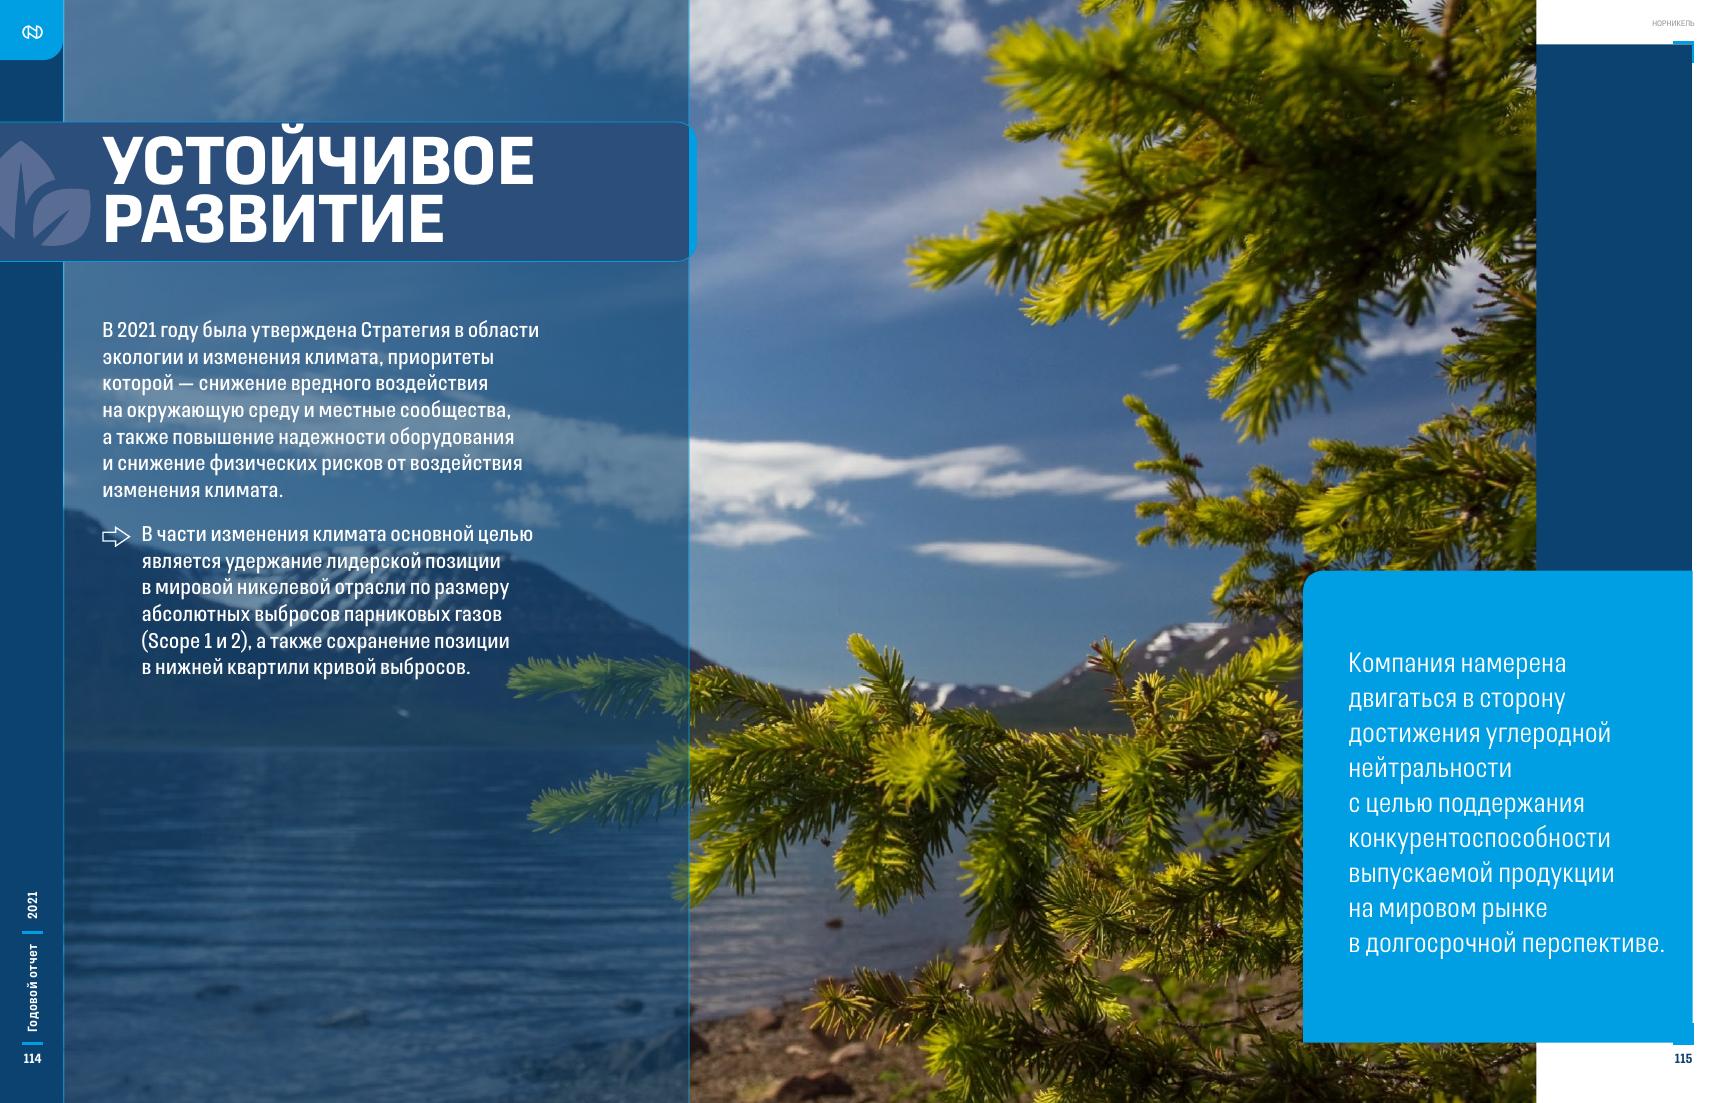 НОРНИКЕЛЬ
УСТОЙЧИВОЕ
РАЗВИТИЕ
В 2021 году была утверждена Стратегия в области
экологии и изменения климата, приоритеты
которой — снижение вредного воздействия
на окружающую среду и местные сообщества,
а также повышение надежности оборудования
и снижение физических рисков от воздействия
изменения климата.
В части изменения климата основной целью
является удержание лидерской позиции
в мировой никелевой отрасли по размеру
абсолютных выбросов парниковых газов
(Scope 1 и 2), а также сохранение позиции
в нижней квартили кривой выбросов.
Компания намерена
двигаться в сторону
достижения углеродной
нейтральности
с целью поддержания
конкурентоспособности
выпускаемой продукции
на мировом рынке
в долгосрочной перспективе.
Годовой отчет 2021
114
115